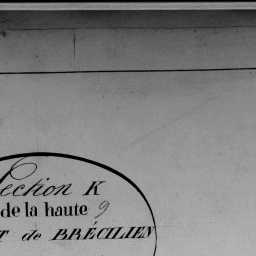 Section K
de la haute 9
T de BRÉCILIEN